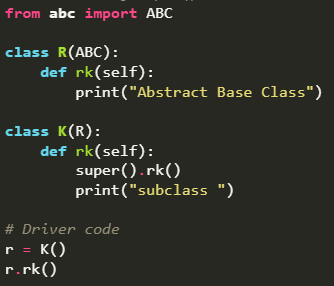 from abc import ABC
class R(ABC):
    def rk(self):
        print("Abstract Base Class")
class K(R):
    def rk(self):
        super().rk()
        print("subclass ")
# Driver code
r = K()
r.rk()